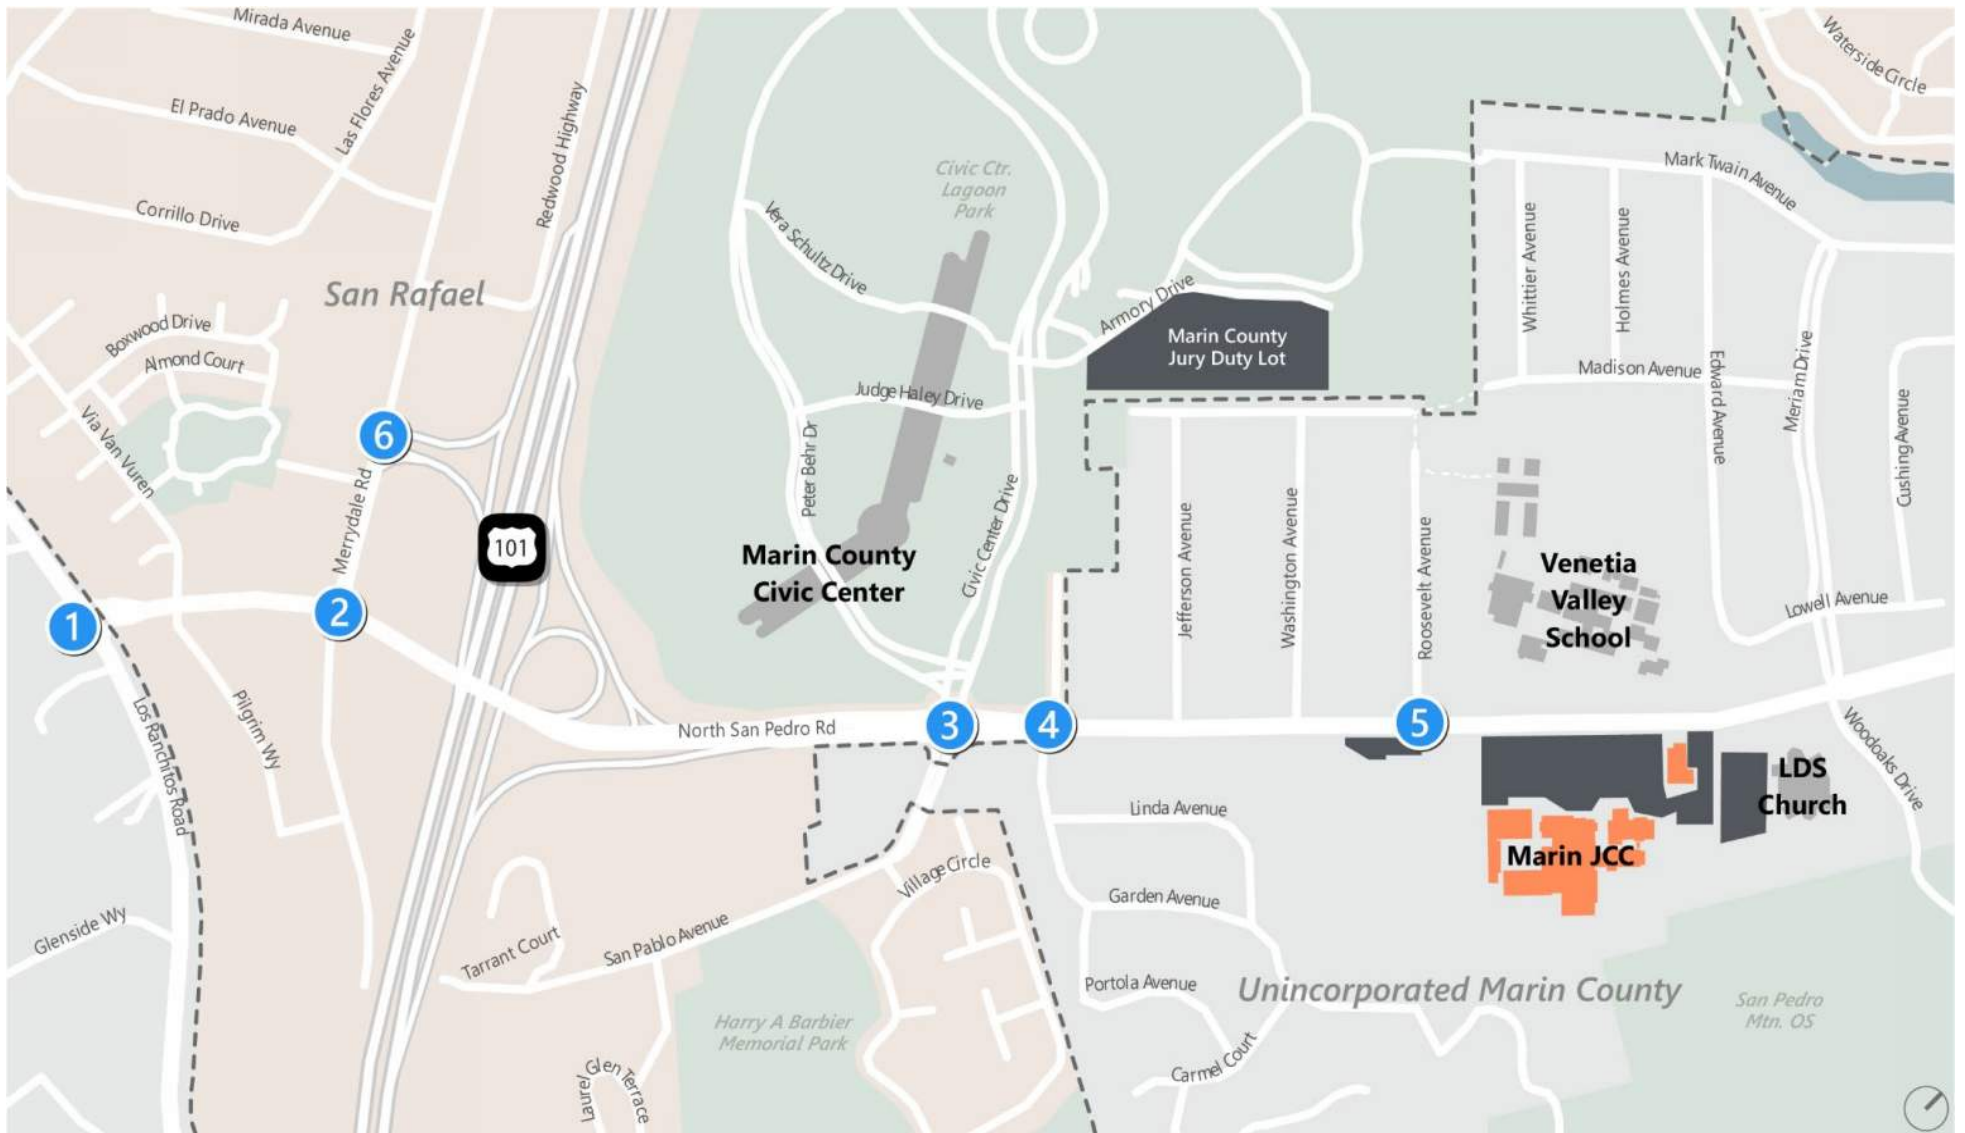 Mirada Avenue
Las Flores Avenue
El Prado Avenue
Corrillo Drive
Redwood Highway
San Rafael
Boxwood Drive
Almond Court
Via Van Vuren
6
Merrydale Rd
101
1
2
Pilgrim Wy
Los Ranchitos Road
Glenside Wy
Civic Ctr.
Lagoon
Park
Vera Schultz Drive
Judge Haley Drive
Peter Behr Dr
Civic Center Drive
Marin County
Civic Center
Armory Drive
Marin County
Jury Duty Lot
Waterside Circle
Mark Twain Avenue
Whittier Avenue
Holmes Avenue
Madison Avenue
Edward Avenue
Meriam Drive
Cushing Avenue
Lowell Avenue
Jefferson Avenue
Washington Avenue
Roosevelt Avenue
Venetia
Valley
School
North San Pedro Rd
3
4
5
Woodoaks Drive
LDS
Church
Marin JCC
Linda Avenue
Village Circle
Garden Avenue
San Pablo Avenue
Tarrant Court
Portola Avenue
Unincorporated Marin County
San Pedro
Mtn. OS
Harry A Barbier
Memorial Park
Carmel Court
Laurel
Glen Terrace